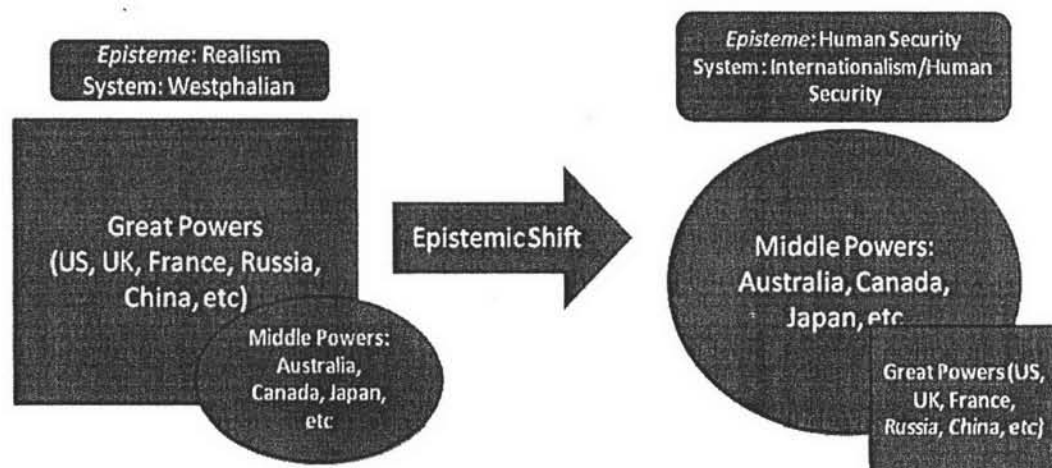 Episteme: Realism
System: Westphalian
Great Powers
(US, UK, France, Russia,
China, etc)
Middle Powers:
Australia,
Canada, Japan,
etc
Epistemic Shift
Episteme: Human Security
System: Internationalism/Human
Security
Middle Powers:
Australia, Canada,
Japan, etc
Great Powers (US,
UK, France,
Russia, China, etc)